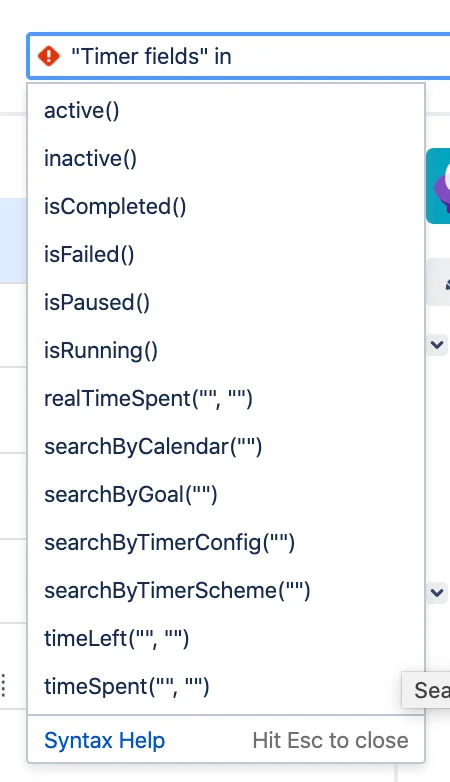 "Timer fields" in
active()
inactive()
isCompleted()
isFailed()
isPaused()
isRunning()
realTimeSpent("", "")
searchByCalendar("")
searchByGoal("")
searchByTimerConfig("")
searchByTimerScheme("")
timeLeft("", "")
timeSpent("", "")
Sea
Syntax Help Hit Esc to close